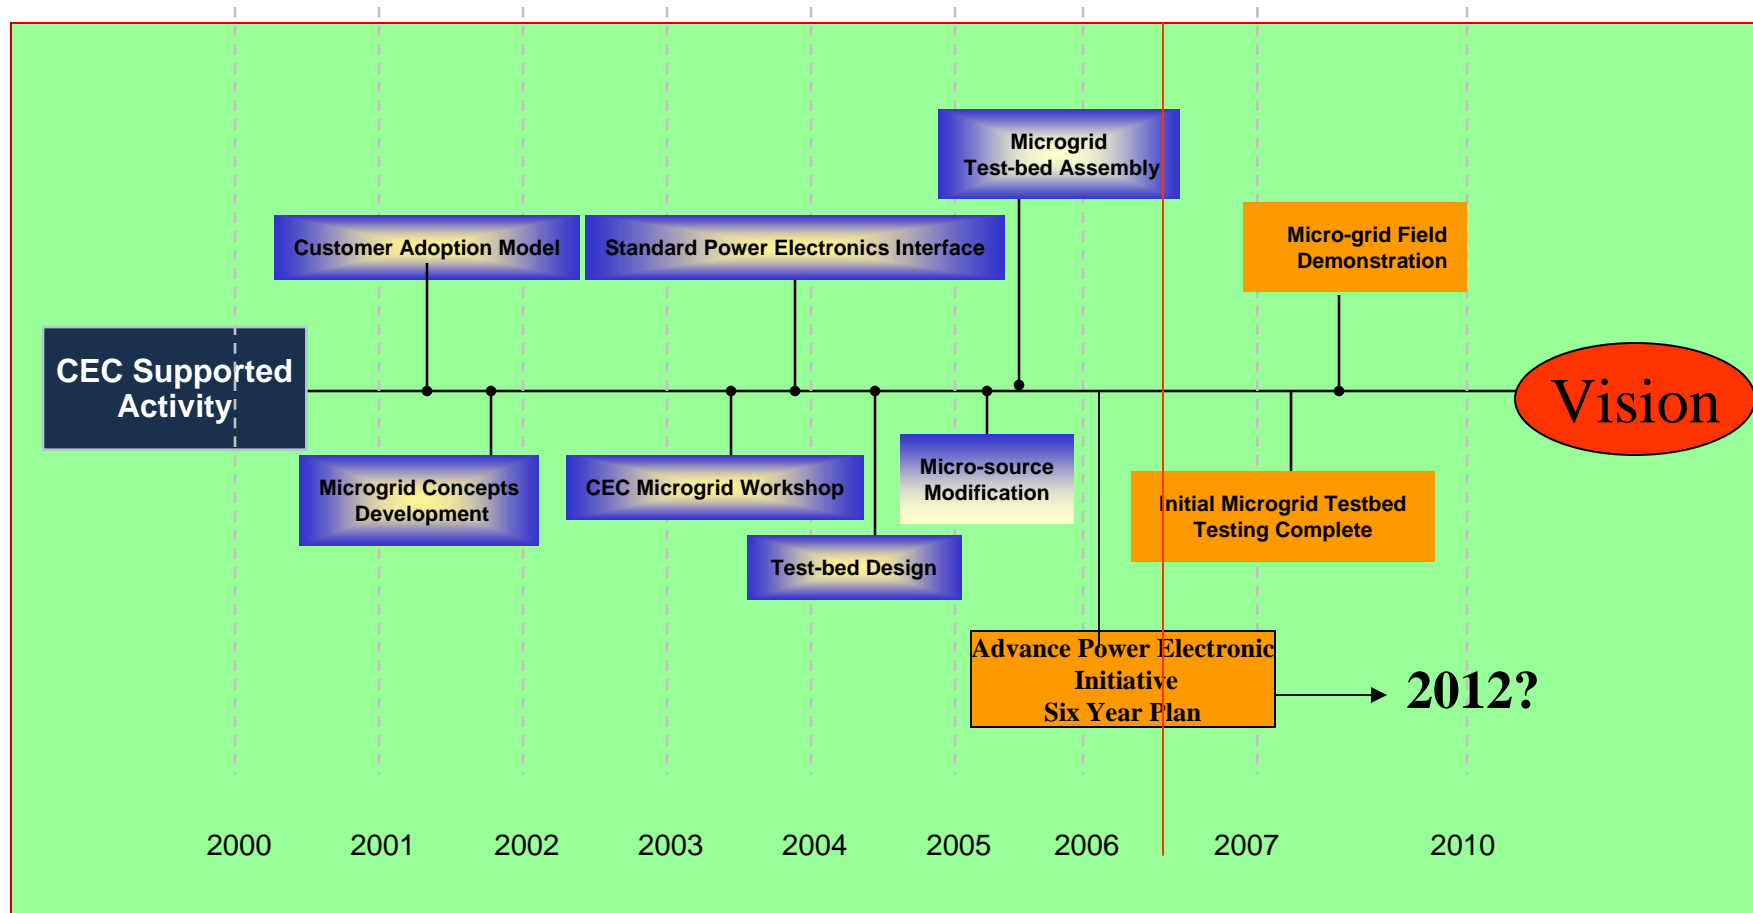 Microgrid
Test-bed Assembly
Customer Adoption Model
Standard Power Electronics Interface
Micro-grid Field
Demonstration
CEC Supported
Activity
Vision
Microgrid Concepts
Development
CEC Microgrid Workshop
Micro-source
Modification
Initial Microgrid Testbed
Testing Complete
Test-bed Design
Advance Power Electronic
Initiative
Six Year Plan
2012?
2000 2001 2002 2003 2004 2005 2006 2007 2010